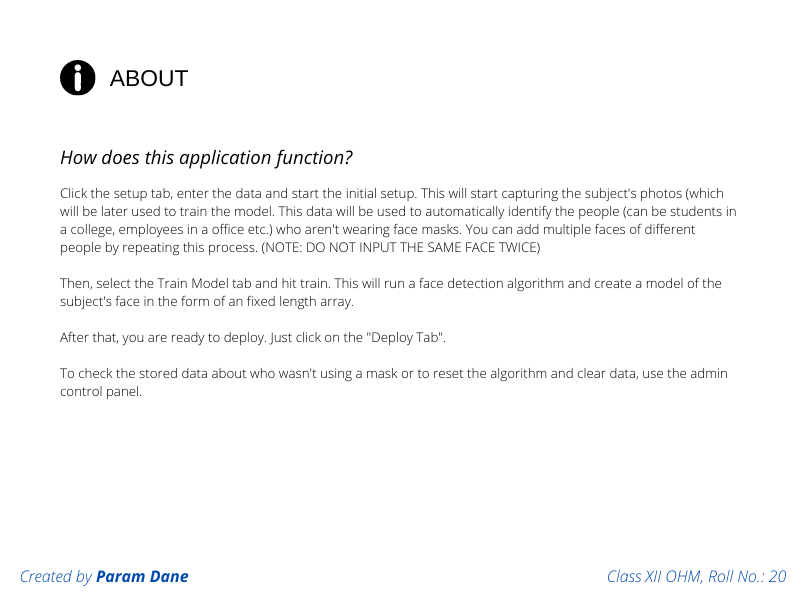 ABOUT
How does this application function?
Click the setup tab, enter the data and start the initial setup. This will start capturing the subject's photos (which
will be later used to train the model. This data will be used to automatically identify the people (can be students in
a college, employees in a office etc.) who aren't wearing face masks. You can add multiple faces of different
people by repeating this process. (NOTE: DO NOT INPUT THE SAME FACE TWICE)
Then, select the Train Model tab and hit train. This will run a face detection algorithm and create a model of the
subject's face in the form of an fixed length array.
After that, you are ready to deploy. Just click on the "Deploy Tab".
To check the stored data about who wasn't using a mask or to reset the algorithm and clear data, use the admin
control panel.
Created by Param Dane
Class XII OHM, Roll No.: 20